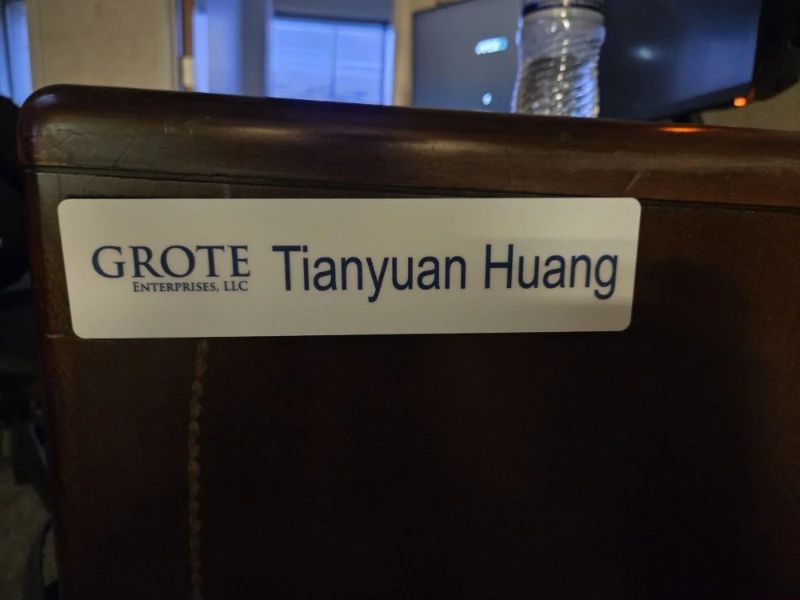 GROTE
ENTERPRISES, LLC
Tianyuan Huang